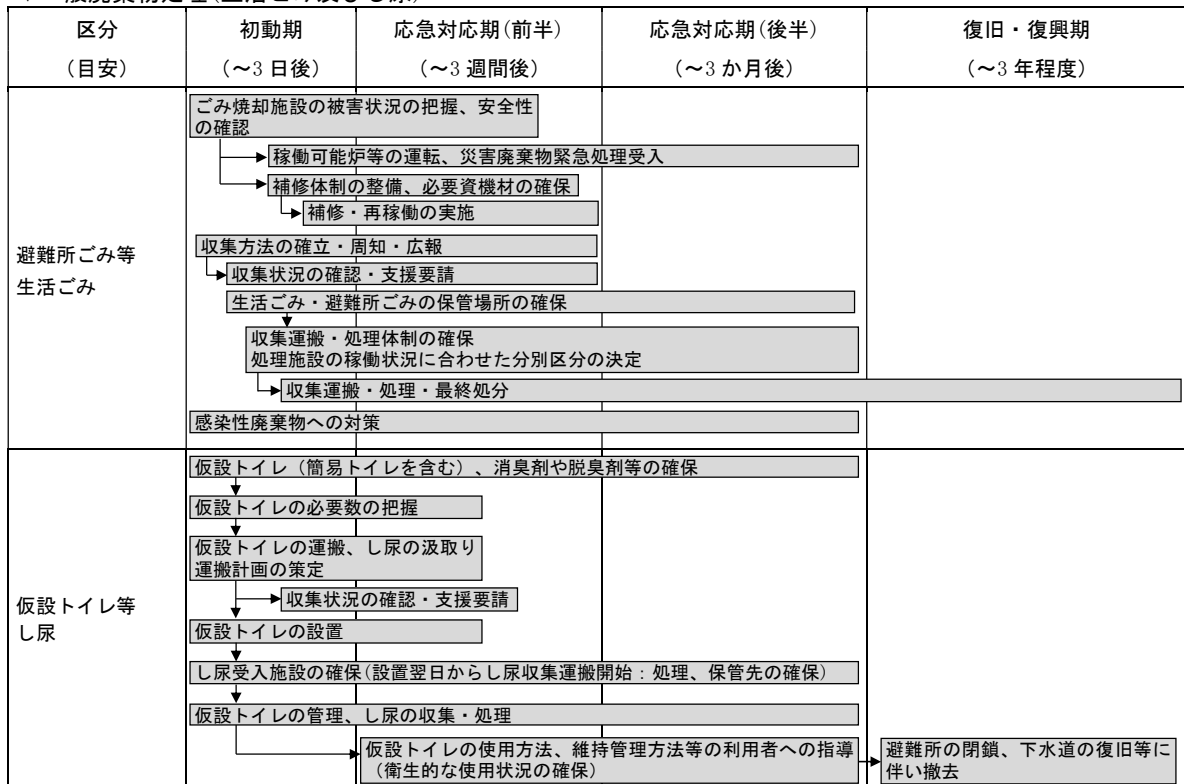 区分
(目安)
初動期
(～3日後)
応急対応期(前半)
(～3週間後)
応急対応期(後半)
(～3か月後)
復旧・復興期
(～3年程度)
避難所ごみ等
生活ごみ
ごみ焼却施設の被害状況の把握、安全性
の確認
稼働可能炉等の運転、災害廃棄物緊急処理受入
補修体制の整備、必要資機材の確保
補修・再稼働の実施
収集方法の確立・周知・広報
収集状況の確認・支援要請
生活ごみ・避難所ごみの保管場所の確保
収集運搬・処理体制の確保
処理施設の稼働状況に合わせた分別区分の決定
収集運搬・処理・最終処分
感染性廃棄物への対策
仮設トイレ等
し尿
仮設トイレ（簡易トイレを含む）、消臭剤や脱臭剤等の確保
仮設トイレの必要数の把握
仮設トイレの運搬、し尿の汲取り
運搬計画の策定
収集状況の確認・支援要請
仮設トイレの設置
し尿受入施設の確保(設置翌日からし尿収集運搬開始：処理、保管先の確保)
仮設トイレの管理、し尿の収集・処理
仮設トイレの使用方法、維持管理方法等の利用者への指導
（衛生的な使用状況の確保）
避難所の閉鎖、下水道の復旧等に
伴い撤去